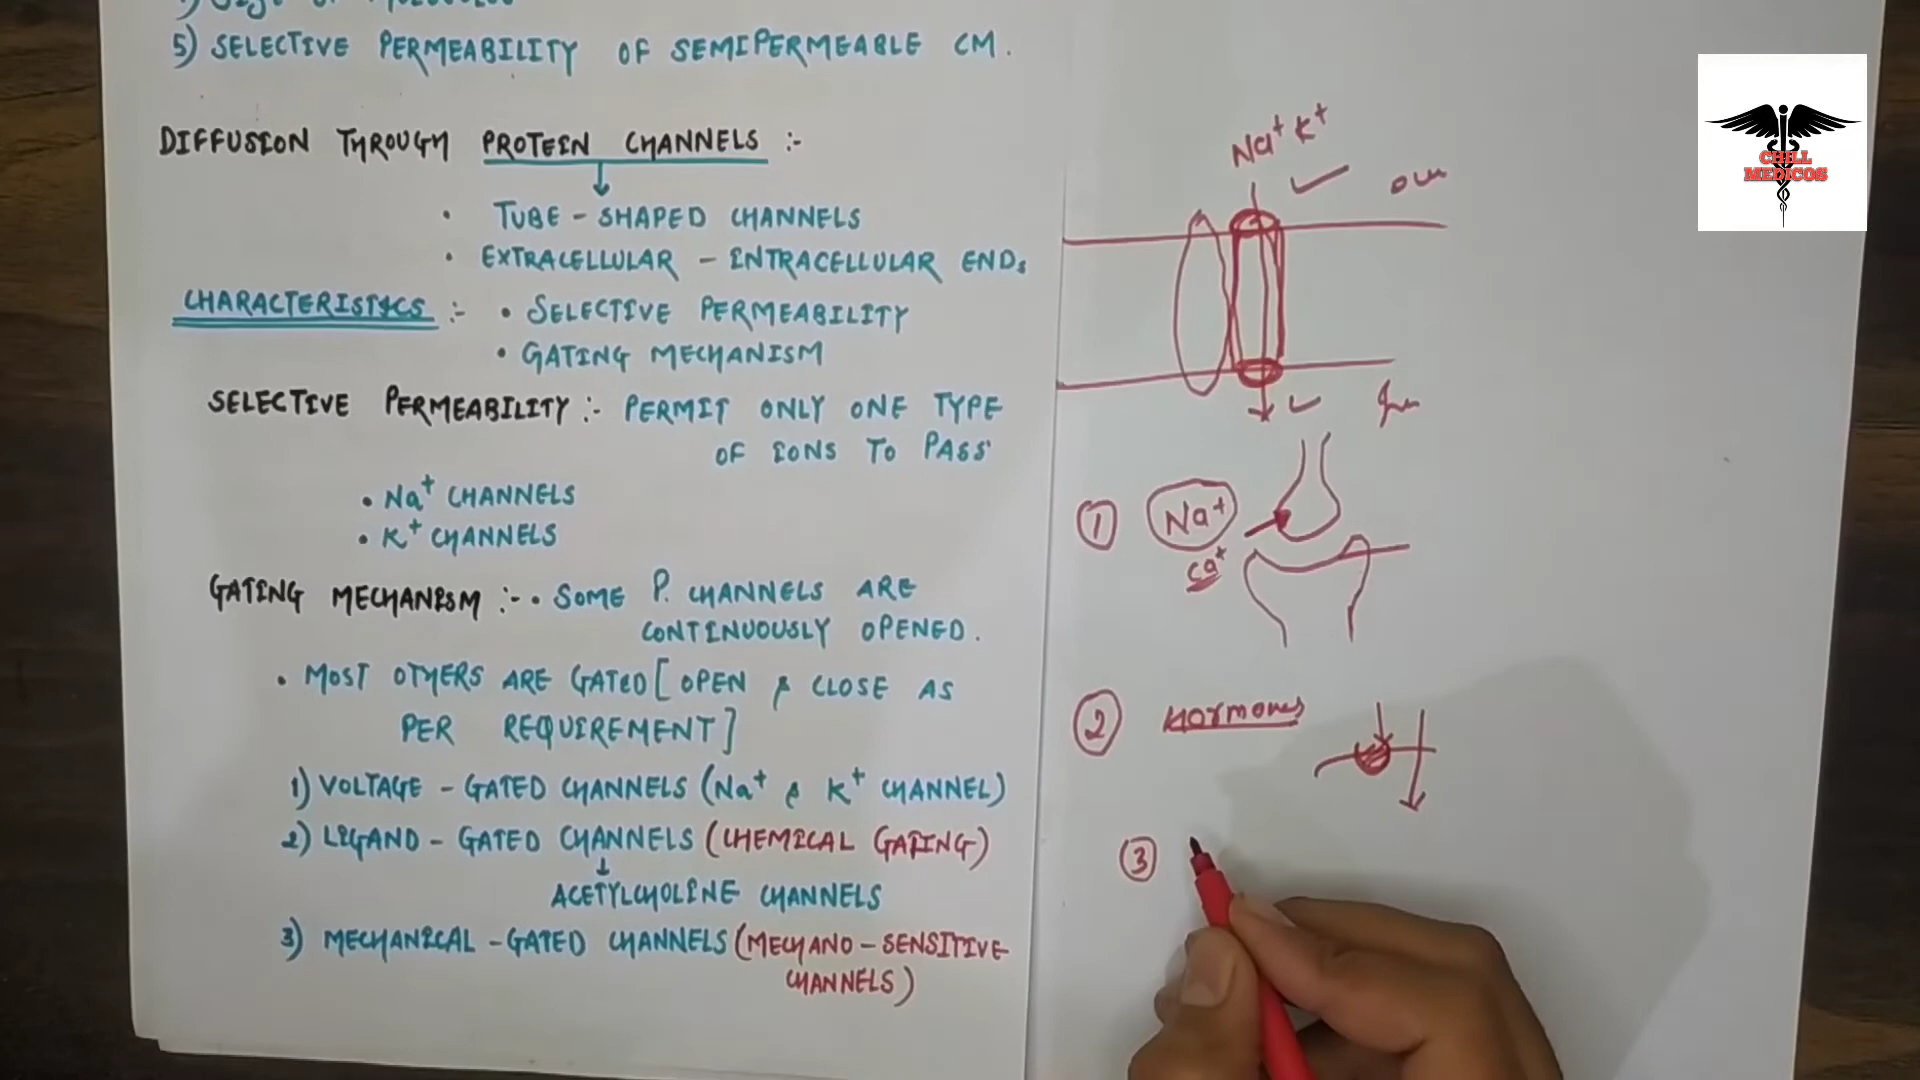 5) SELECTIVE PERMEABILITY OF SEMIPERMEABLE CM.
DIFFUSION THROUGH PROTEIN CHANNELS :-
• TUBE - SHAPED CHANNELS
• EXTRACELLULAR - INTRACELLULAR ENDs
CHARACTERISTICS :- • SELECTIVE PERMEABILITY
• GATING MECHANISM
SELECTIVE PERMEABILITY :- PERMIT ONLY ONE TYPE
OF IONS TO PASS
• Na+ CHANNELS
• K+ CHANNELS
GATING MECHANISM :- • SOME P. CHANNELS ARE
CONTINUOUSLY OPENED.
• MOST OTHERS ARE GATED [OPEN & CLOSE AS
PER REQUIREMENT]
1) VOLTAGE - GATED CHANNELS (Na+ & K+ CHANNEL)
2) LIGAND - GATED CHANNELS (CHEMICAL GATING)
ACETYLCHOLINE CHANNELS
3) MECHANICAL - GATED CHANNELS (MECHANO - SENSITIVE
CHANNELS)
Na+ K+
1 Na+
Ca+
2 Hormones
3
CHILL
MEDICOS